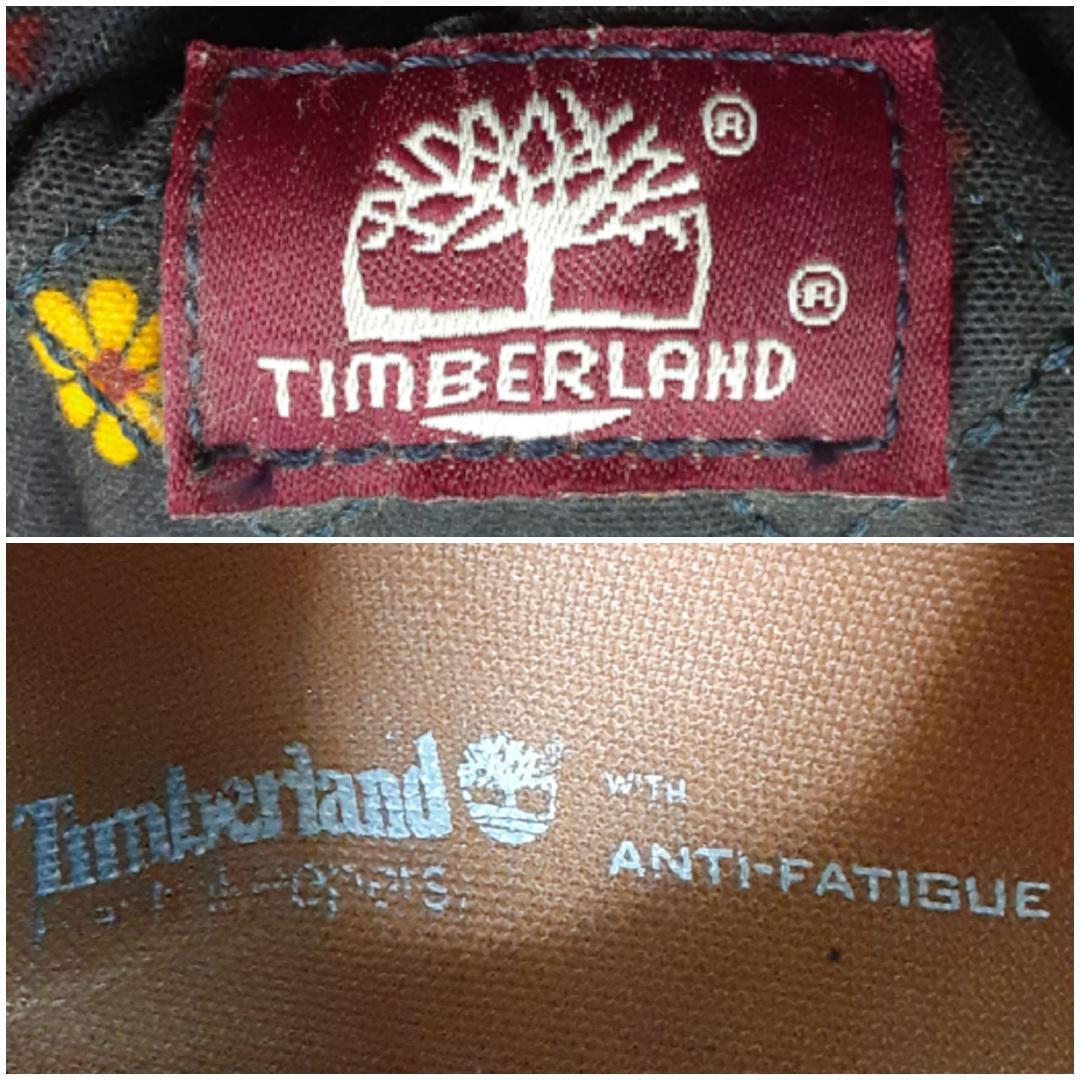 ®
®
TIMBERLAND
Timberland ®
WITH
ANTI-FATIGUE